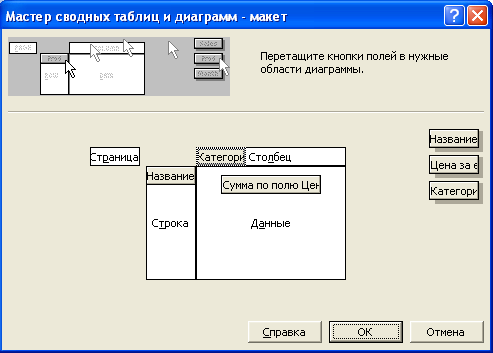 Мастер сводных таблиц и диаграмм - макет
Перетащите кнопки полей в нужные
области диаграммы.
Страница
Категори
Столбец
Название
Сумма по полю Цен
Строка
Данные
Название
Цена за е
Категори
Справка
OK
Отмена